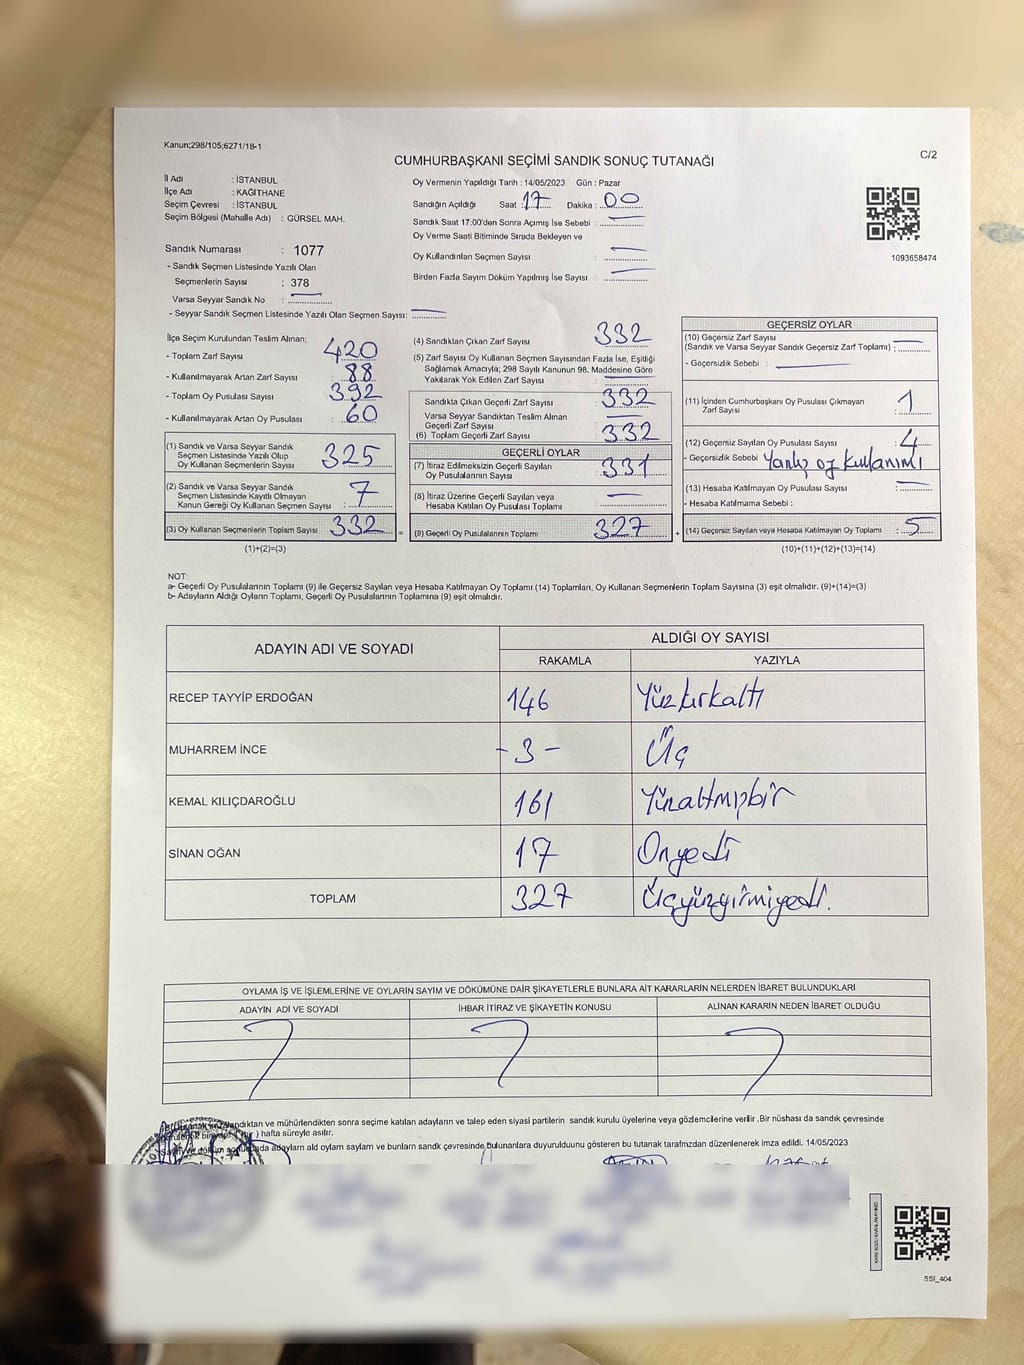 Kanun;298/105;6271/18-1
CUMHURBAŞKANI SEÇİMİ SANDIK SONUÇ TUTANAĞI
C/2
İl Adı : İSTANBUL
İlçe Adı : KAĞITHANE
Seçim Çevresi : İSTANBUL
Seçim Bölgesi (Mahalle Adı) : GÜRSEL MAH.
Sandık Numarası : 1077
- Sandık Seçmen Listesinde Yazılı Olan
Seçmenlerin Sayısı : 378
Varsa Seyyar Sandık No :
- Seyyar Sandık Seçmen Listesinde Yazılı Olan Seçmen Sayısı:
Oy Vermenin Yapıldığı Tarih : 14/05/2023 Gün : Pazar
Sandığın Açıldığı Saat : 17 Dakika : 00
Sandık Saat 17:00'den Sonra Açımış İse Sebebi :
Oy Verme Saati Bitiminde Sırada Bekleyen ve
Oy Kullandırılan Seçmen Sayısı :
Birden Fazla Sayım Döküm Yapılmış İse Sayısı :
1093658474
İlçe Seçim Kurulundan Teslim Alınan;
- Toplam Zarf Sayısı 420
- Kullanılmayarak Artan Zarf Sayısı 88
- Toplam Oy Pusulası Sayısı 392
- Kullanılmayarak Artan Oy Pusulası 60
(1) Sandık ve Varsa Seyyar Sandık
Seçmen Listesinde Yazılı Olup
Oy Kullanan Seçmenlerin Sayısı 325
(2) Sandık ve Varsa Seyyar Sandık
Seçmen Listesinde Kayıtlı Olmayan
Kanun Gereği Oy Kullanan Seçmen Sayısı : 7
(3) Oy Kullanan Seçmenlerin Toplam Sayısı 332
(1)+(2)=(3)
(4) Sandıktan Çıkan Zarf Sayısı 332
(5) Zarf Sayısı Oy Kullanan Seçmen Sayısından Fazla İse, Eşitliği
Sağlamak Amacıyla; 298 Sayılı Kanunun 98. Maddesine Göre
Yakılarak Yok Edilen Zarf Sayısı :
Sandıkta Çıkan Geçerli Zarf Sayısı: 332
Varsa Seyyar Sandıktan Teslim Alınan
Geçerli Zarf Sayısı :
(6) Toplam Geçerli Zarf Sayısı : 332
GEÇERLİ OYLAR
(7) İtiraz Edilmeksizin Geçerli Sayılan
Oy Pusulasının Sayısı : 331
(8) İtiraz Üzerine Geçerli Sayılan veya
Hesaba Katılan Oy Pusulası Toplamı :
= (9) Geçerli Oy Pusulalarının Toplamı 327
GEÇERSİZ OYLAR
(10) Geçersiz Zarf Sayısı
(Sandık ve Varsa Seyyar Sandık Geçersiz Zarf Toplamı) :
- Geçersizlik Sebebi :
(11) İçinden Cumhurbaşkanı Oy Pusulası Çıkmayan
Zarf Sayısı : 1
(12) Geçersiz Sayılan Oy Pusulası Sayısı : 4
- Geçersizlik Sebebi Yanlış oy kullanımı
(13) Hesaba Katılmayan Oy Pusulası Sayısı :
- Hesaba Katılmama Sebebi :
+ (14) Geçersiz Sayılan veya Hesaba Katılmayan Oy Toplamı : 5
(10)+(11)+(12)+(13)=(14)
NOT:
a- Geçerli Oy Pusulalarının Toplamı (9) ile Geçersiz Sayılan veya Hesaba Katılmayan Oy Toplamı (14) Toplamları, Oy Kullanan Seçmenlerin Toplam Sayısına (3) eşit olmalıdır. (9)+(14)=(3)
b- Adayların Aldığı Oyların Toplamı, Geçerli Oy Pusulalarının Toplamına (9) eşit olmalıdır.
ADAYIN ADI VE SOYADI ALDIĞI OY SAYISI
RAKAMLA YAZIYLA
RECEP TAYYİP ERDOĞAN 146 Yüzkırkaltı
MUHARREM İNCE -3- Üç
KEMAL KILIÇDAROĞLU 161 Yüzaltmışbir
SİNAN OĞAN 17 Onyedi
TOPLAM 327 Üçyüzyirmiyedi.
OYLAMA İŞ VE İŞLEMLERİNE VE OYLARIN SAYIM VE DÖKÜMÜNE DAİR ŞİKAYETLERLE BUNLARA AİT KARARLARIN NELERDEN İBARET BULUNDUKLARI
ADAYIN ADI VE SOYADI İHBAR İTİRAZ VE ŞİKAYETİN KONUSU ALINAN KARARIN NEDEN İBARET OLDUĞU
sonra seçime katılan adayların ve talep eden siyasi partilerin sandık kurulu üyelerine veya gözlemcilerine verilir .Bir nüshası da sandık çevresinde
) hafta süreyle asılır.
adayların ald oyların sayılam ve bunların sandk çevresinde bulunanlara duyurulduunu gösteren bu tutanak tarafımzdan düzenlenerek imza edildi. 14/05/2023
SSI_404